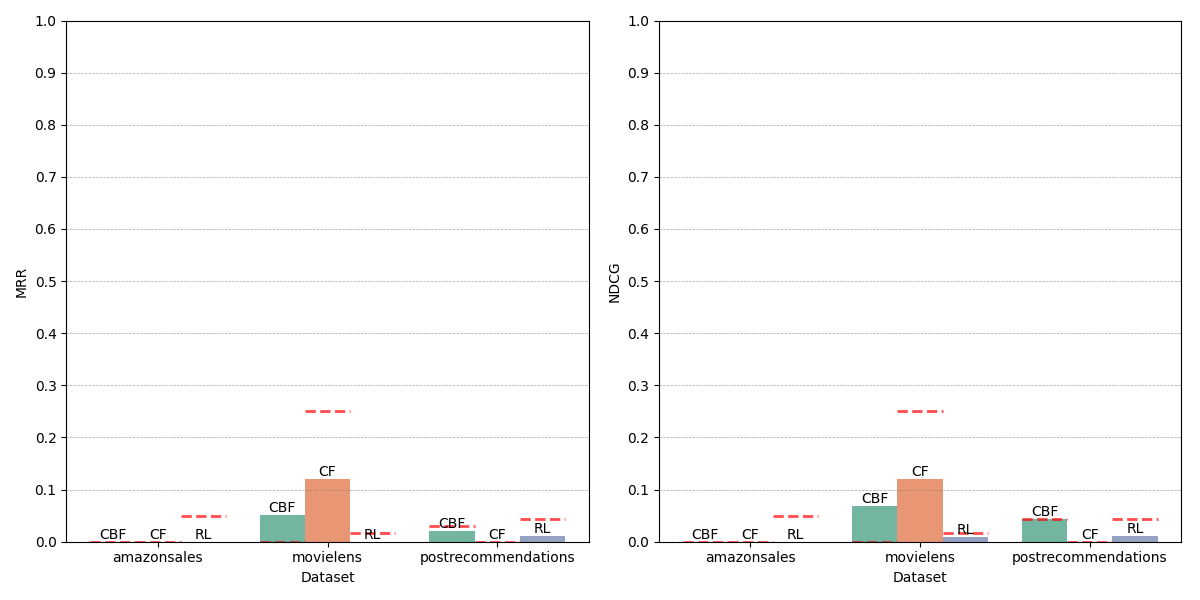 1.0
0.9
0.8
0.7
0.6
0.5
0.4
0.3
0.2
0.1
0.0
MRR
CBF CF RL
CBF CF RL
CBF CF RL
amazonsales movielens postrecommendations
Dataset
1.0
0.9
0.8
0.7
0.6
0.5
0.4
0.3
0.2
0.1
0.0
NDCG
CBF CF RL
CBF CF RL
CBF CF RL
amazonsales movielens postrecommendations
Dataset